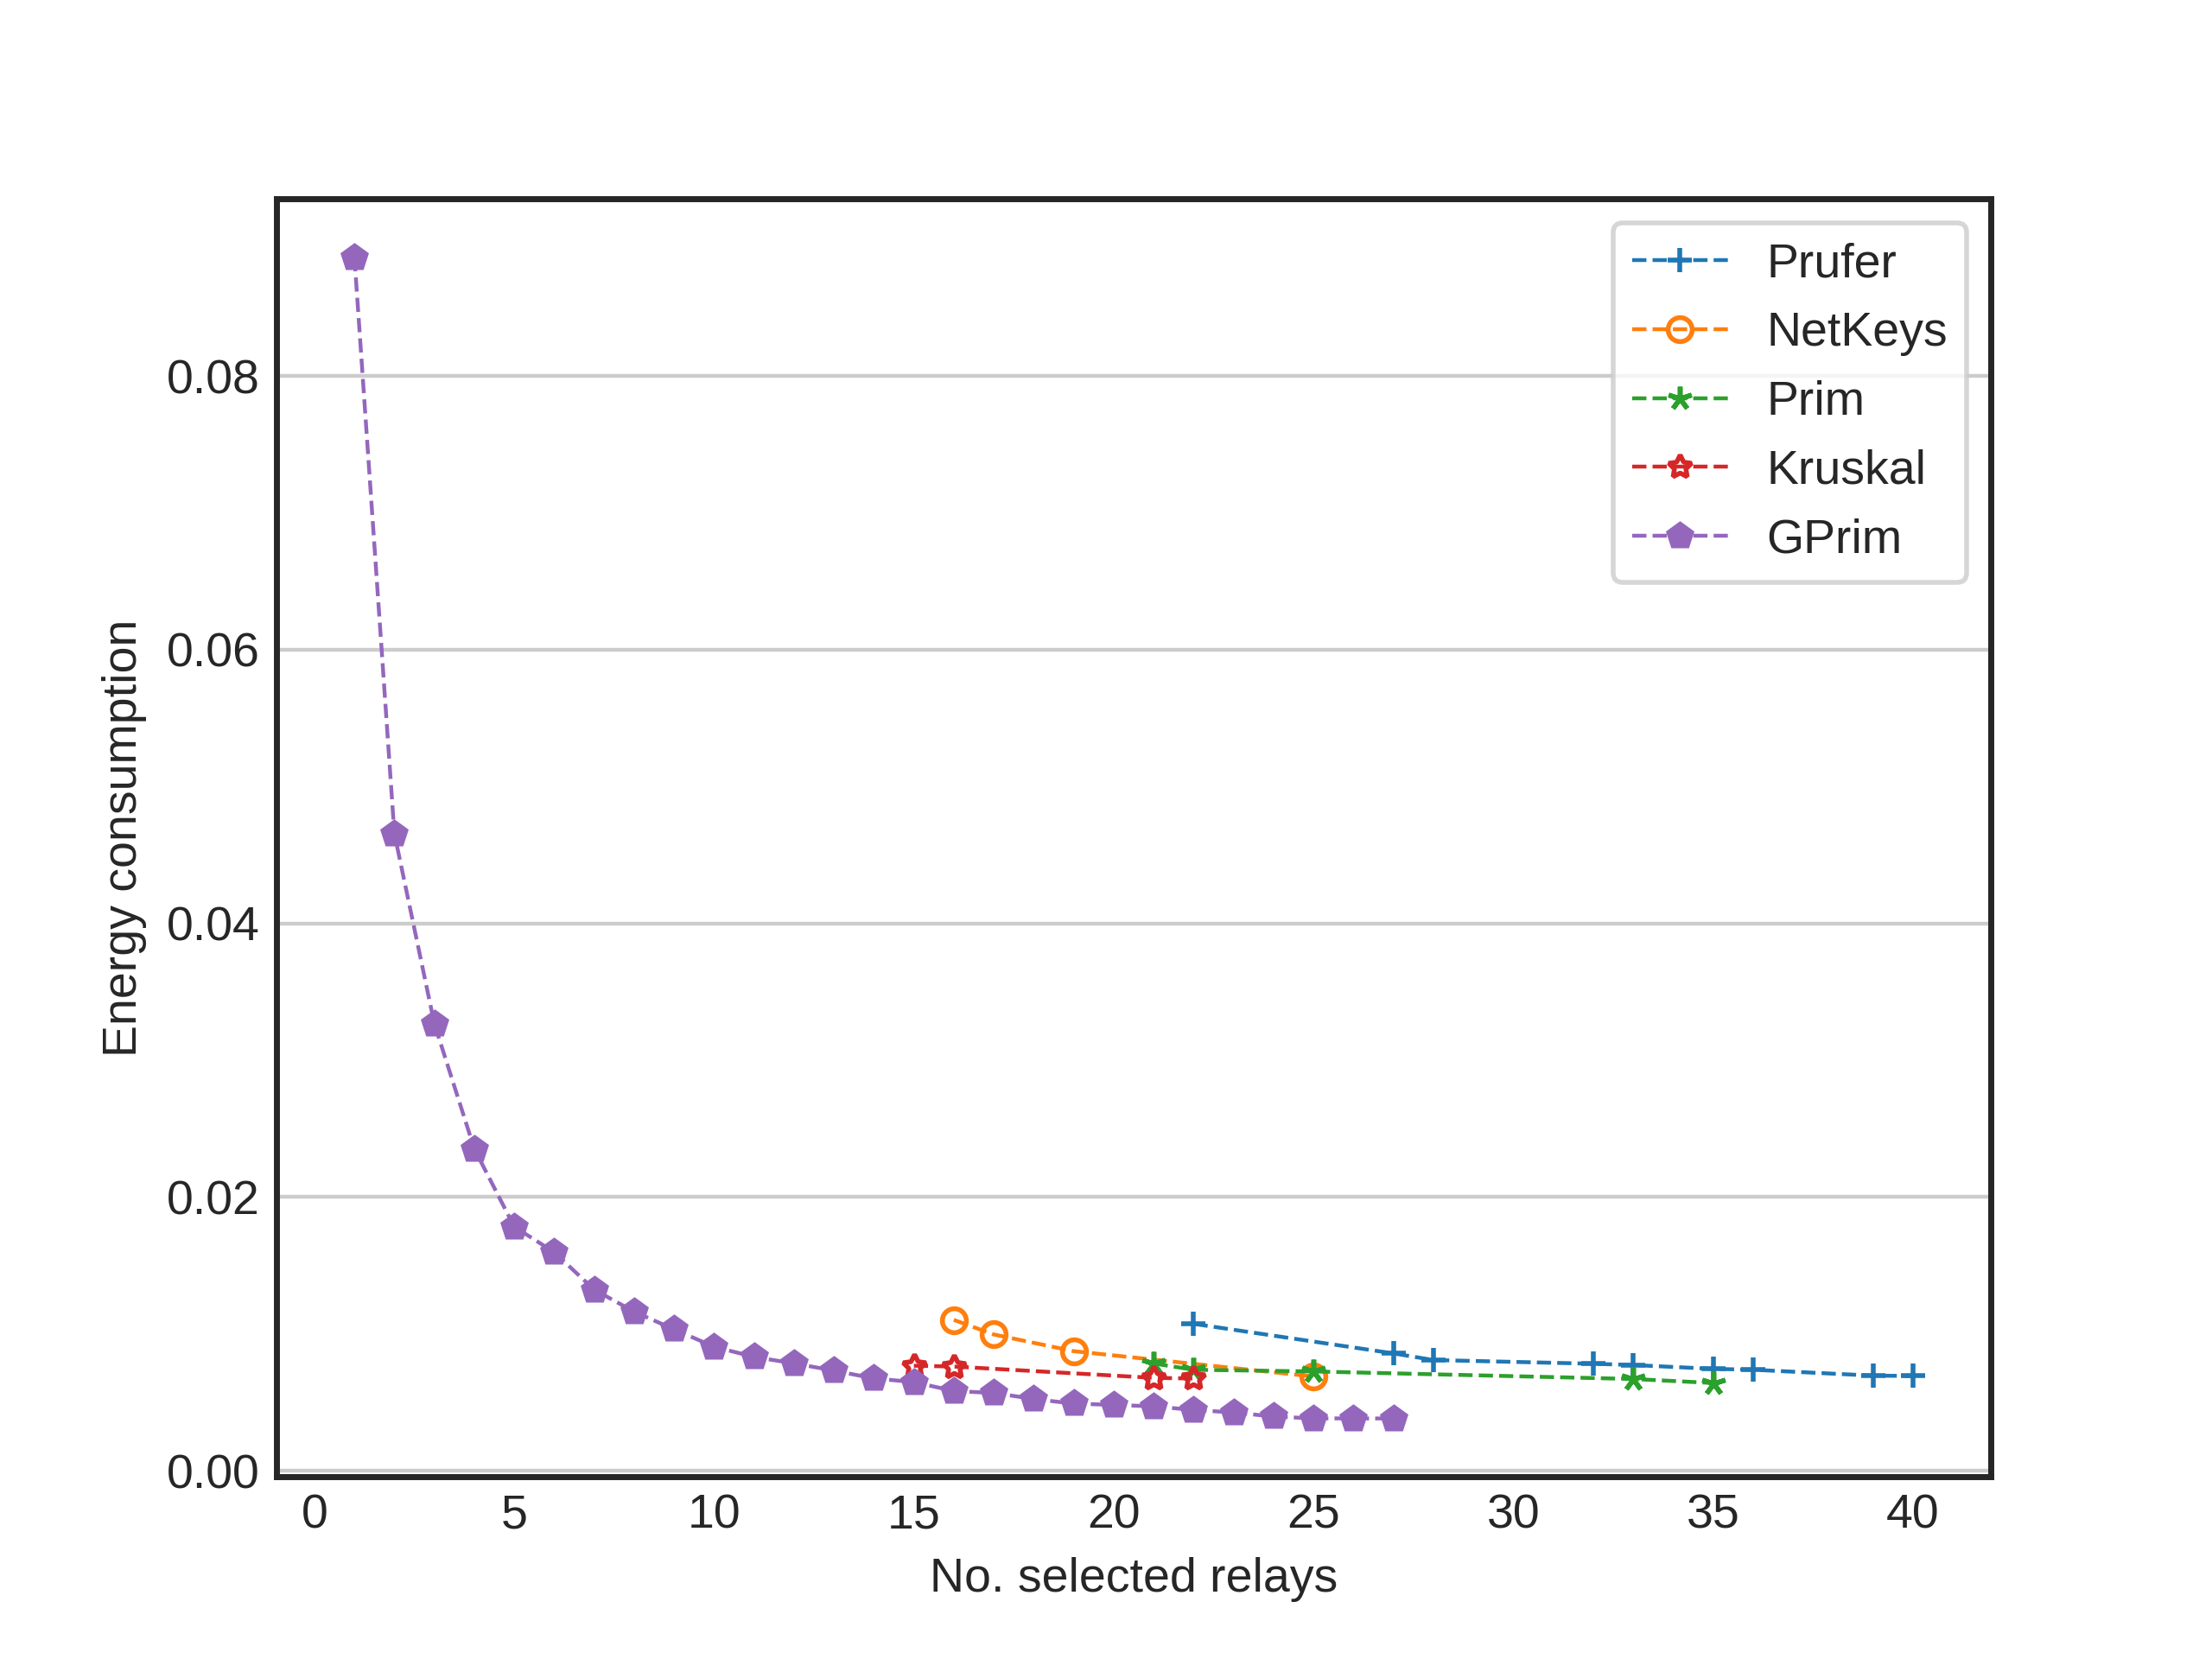 Prufer
NetKeys
Prim
Kruskal
GPrim
Energy consumption
0.08
0.06
0.04
0.02
0.00
0 5 10 15 20 25 30 35 40
No. selected relays